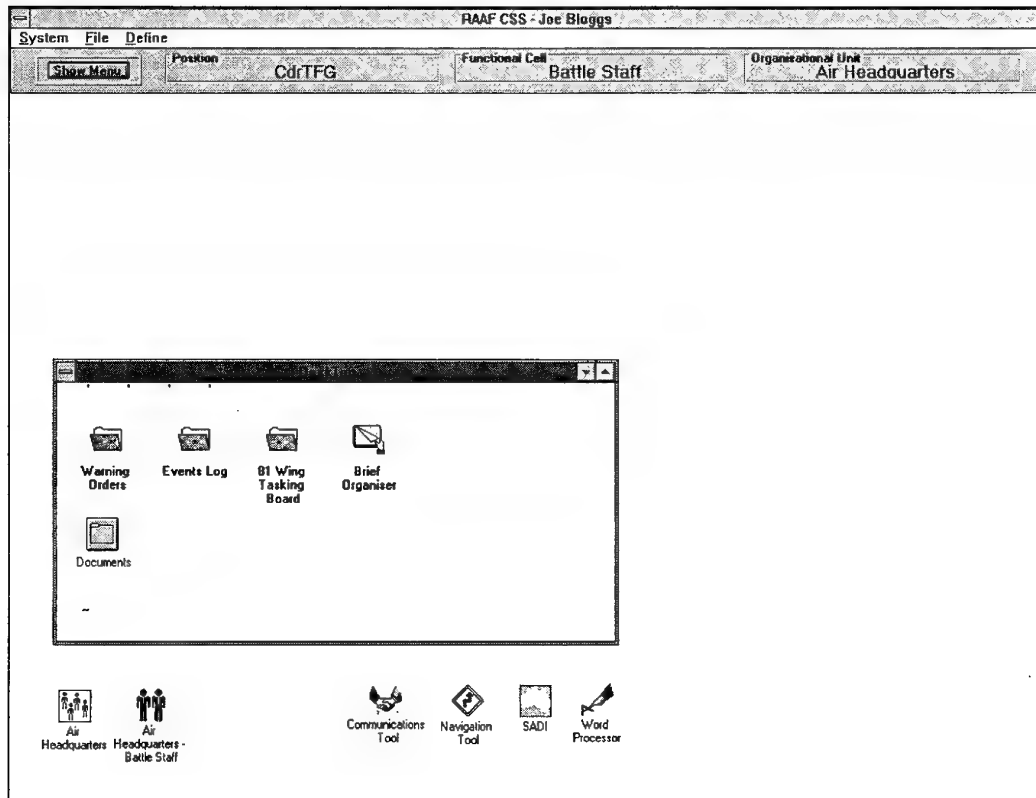 RAAF CSS - Joe Bloggs
System File Define
Show Menu
Position
CdrTFG
Functional Cell
Battle Staff
Organisational Unit
Air Headquarters
Warning
Orders
Events Log
81 Wing
Tasking
Board
Brief
Organiser
Documents
~
Air
Headquarters
Air
Headquarters -
Battle Staff
Communications
Tool
Navigation
Tool
SADI
Word
Processor